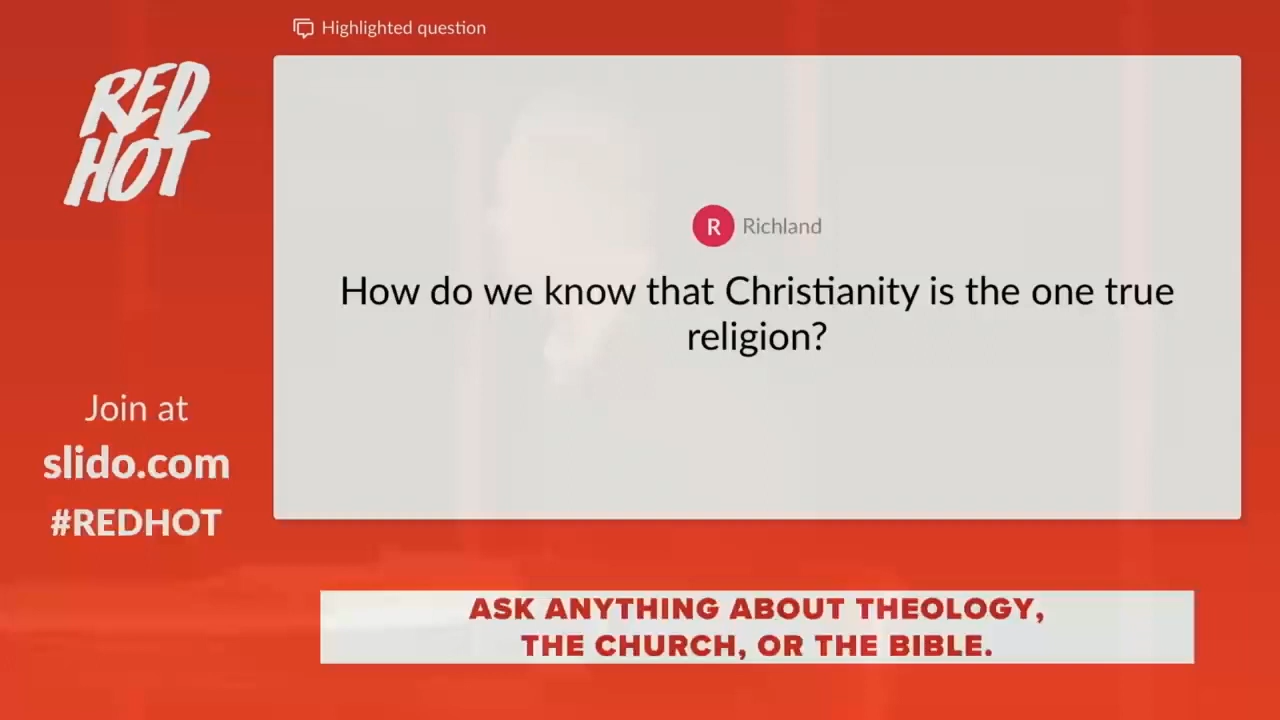 Highlighted question
RED
HOT
R Richland
How do we know that Christianity is the one true
religion?
Join at
slido.com
#REDHOT
ASK ANYTHING ABOUT THEOLOGY,
THE CHURCH, OR THE BIBLE.